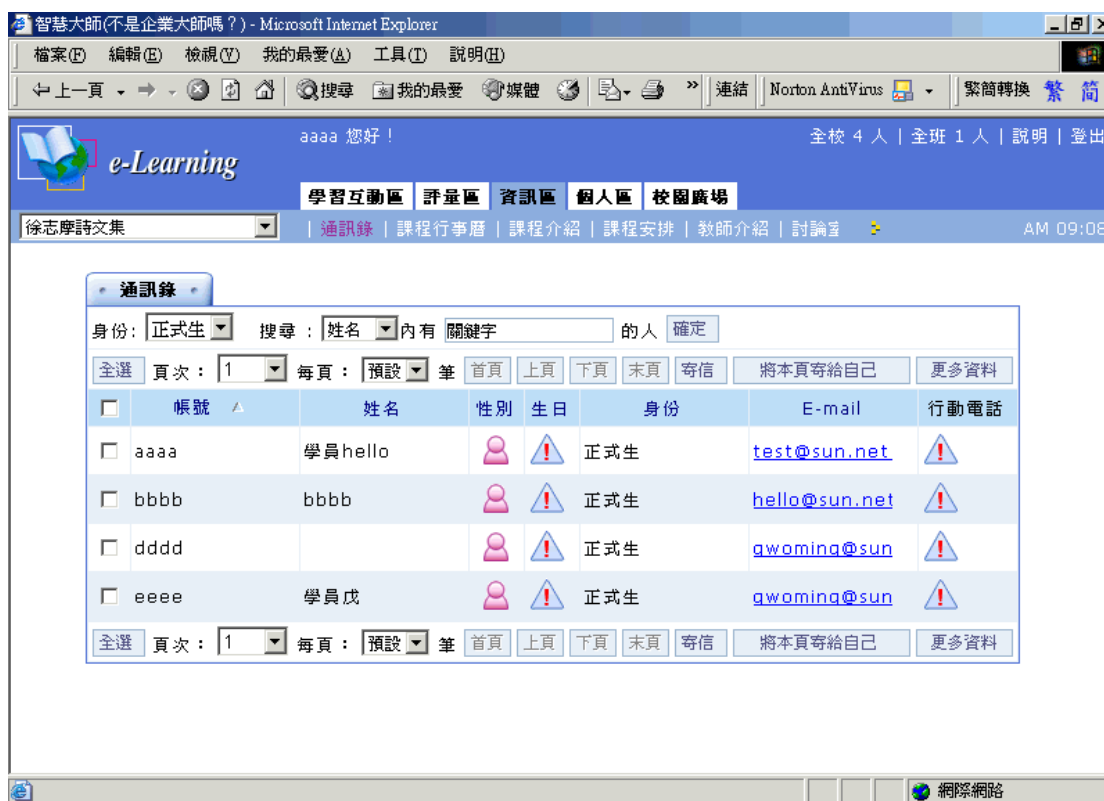 智慧大師(不是企業大師嗎？) - Microsoft Internet Explorer
檔案(F) 編輯(E) 檢視(V) 我的最愛(A) 工具(T) 說明(H)
上一頁 搜尋 我的最愛 媒體 » 連結 Norton AntiVirus 繁簡轉換 繁 简
e-Learning
aaaa 您好！ 全校 4 人 | 全班 1 人 | 說明 | 登出
學習互動區 評量區 資訊區 個人區 校園廣場
徐志摩詩文集 | 通訊錄 | 課程行事曆 | 課程介紹 | 課程安排 | 教師介紹 | 討論室 AM 09:08
通訊錄
身份: 正式生 搜尋 : 姓名 內有 關鍵字 的人 確定
全選 頁次： 1 每頁： 預設 筆 首頁 上頁 下頁 末頁 寄信 將本頁寄給自己 更多資料
帳號 姓名 性別 生日 身份 E-mail 行動電話
aaaa 學員hello 正式生 test@sun.net
bbbb bbbb 正式生 hello@sun.net
dddd 正式生 qwoming@sun
eeee 學員戊 正式生 qwoming@sun
全選 頁次： 1 每頁： 預設 筆 首頁 上頁 下頁 末頁 寄信 將本頁寄給自己 更多資料
網際網路